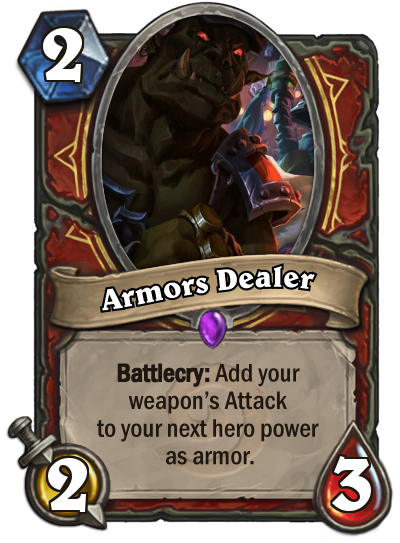 2
Armors Dealer
Battlecry: Add your
weapon's Attack
to your next hero power
as armor.
2
3